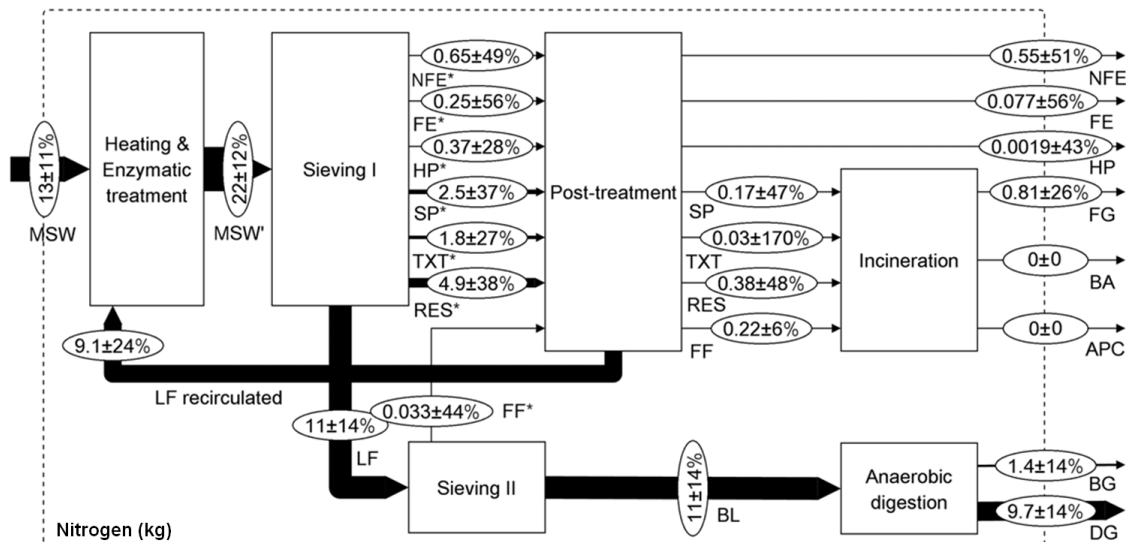 0.65±49%
NFE*
0.55±51%
NFE
0.25±56%
FE*
0.077±56%
FE
13±11%
MSW
Heating &
Enzymatic
treatment
22±12%
MSW'
Sieving I
0.37±28%
HP*
0.0019±43%
HP
2.5±37%
SP*
Post-treatment
0.17±47%
SP
0.81±26%
FG
1.8±27%
TXT*
0.03±170%
TXT
Incineration
0±0
BA
4.9±38%
RES*
0.38±48%
RES
0.22±6%
FF
0±0
APC
9.1±24%
LF recirculated
0.033±44%
FF*
11±14%
LF
Sieving II
11±14%
BL
Anaerobic
digestion
1.4±14%
BG
9.7±14%
DG
Nitrogen (kg)